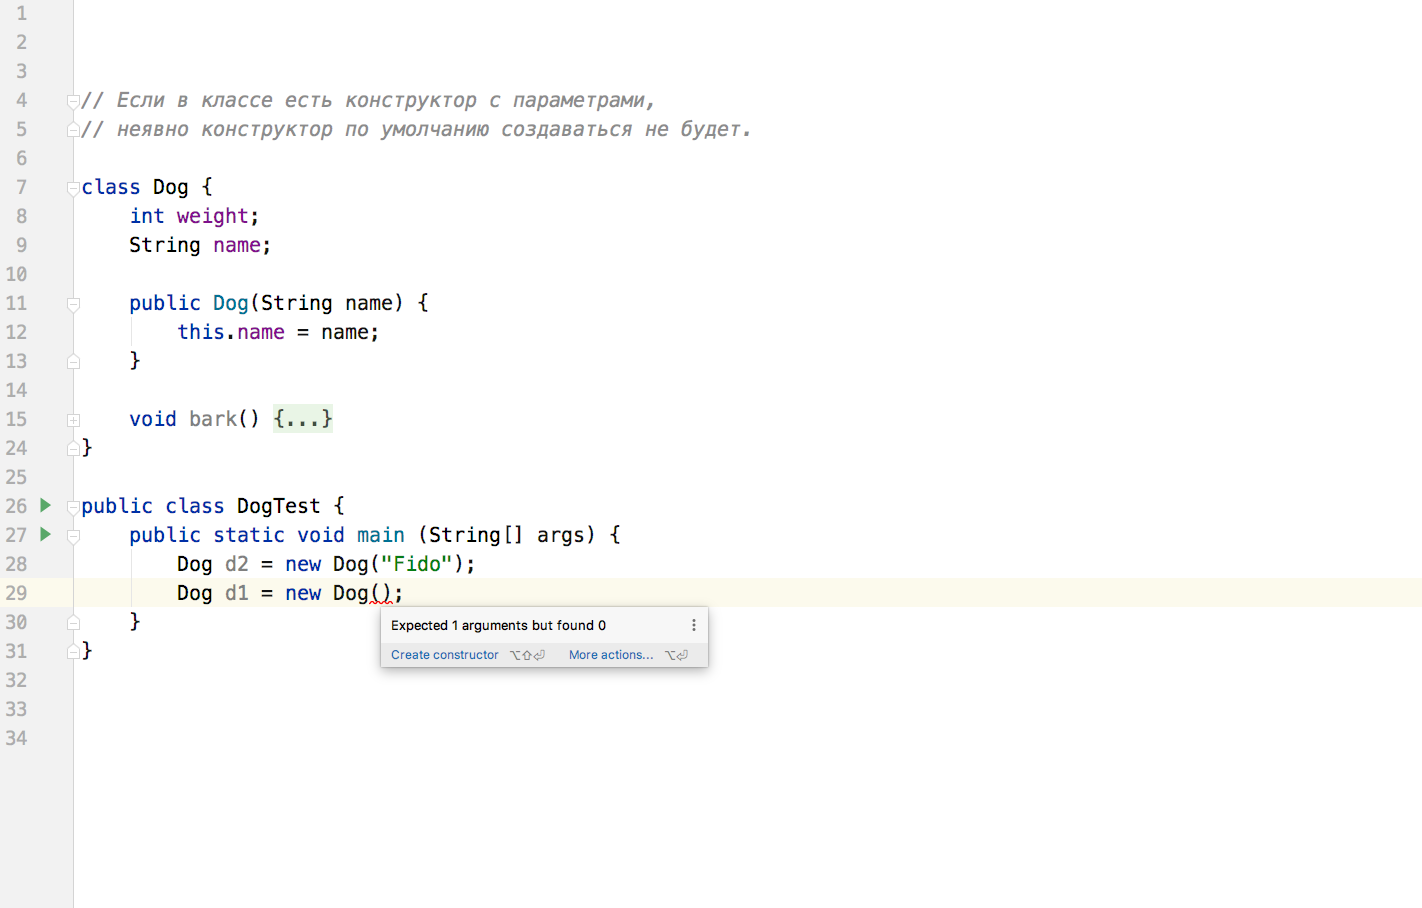 1
2
3
4 // Если в классе есть конструктор с параметрами,
5 // неявно конструктор по умолчанию создаваться не будет.
6
7 class Dog {
8 int weight;
9 String name;
10
11 public Dog(String name) {
12 this.name = name;
13 }
14
15 void bark() {...}
24 }
25
26 public class DogTest {
27 public static void main (String[] args) {
28 Dog d2 = new Dog("Fido");
29 Dog d1 = new Dog();
30 }
Expected 1 arguments but found 0
31 }
Create constructor ⌥⇧⏎ More actions... ⌥⏎
32
33
34